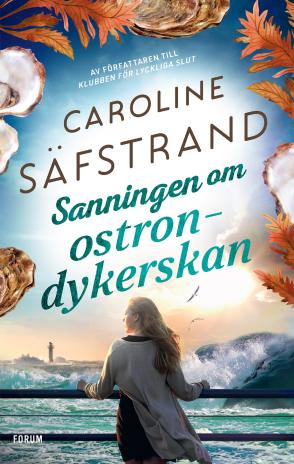 AV FÖRFATTAREN TILL
KLUBBEN FÖR LYCKLIGA SLUT
CAROLINE
SÄFSTRAND
Sanningen om
ostron-
dykerskan
FORUM